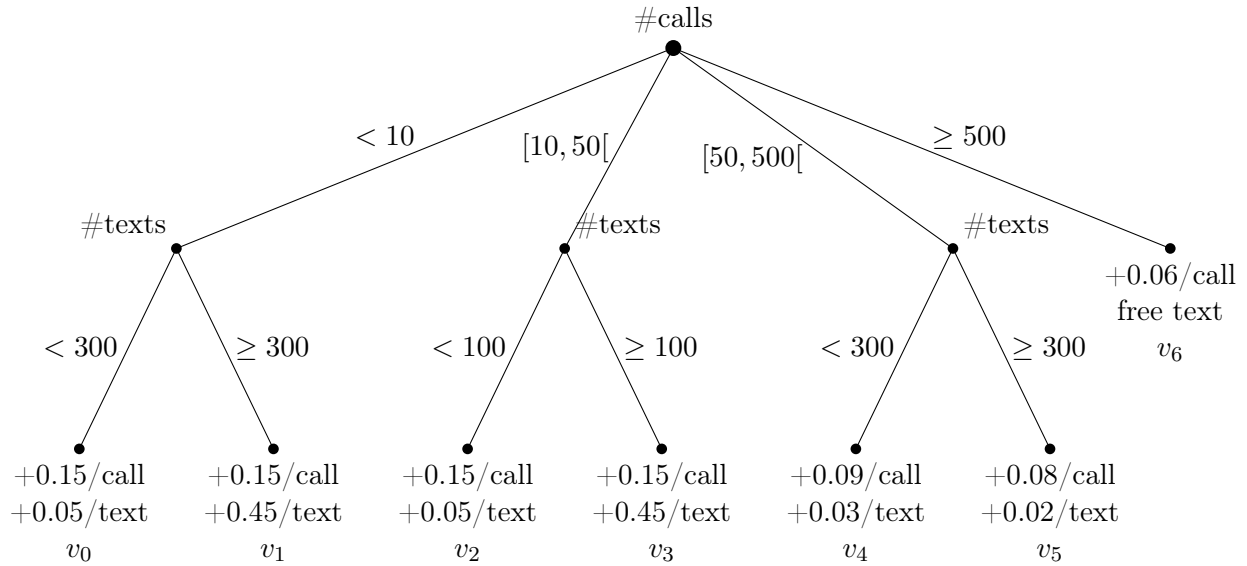 #calls
< 10
[10, 50[
[50, 500[
≥ 500
#texts
#texts
#texts
+0.06/call
free text
v₆
< 300
≥ 300
< 100
≥ 100
< 300
≥ 300
+0.15/call
+0.05/text
v₀
+0.15/call
+0.45/text
v₁
+0.15/call
+0.05/text
v₂
+0.15/call
+0.45/text
v₃
+0.09/call
+0.03/text
v₄
+0.08/call
+0.02/text
v₅